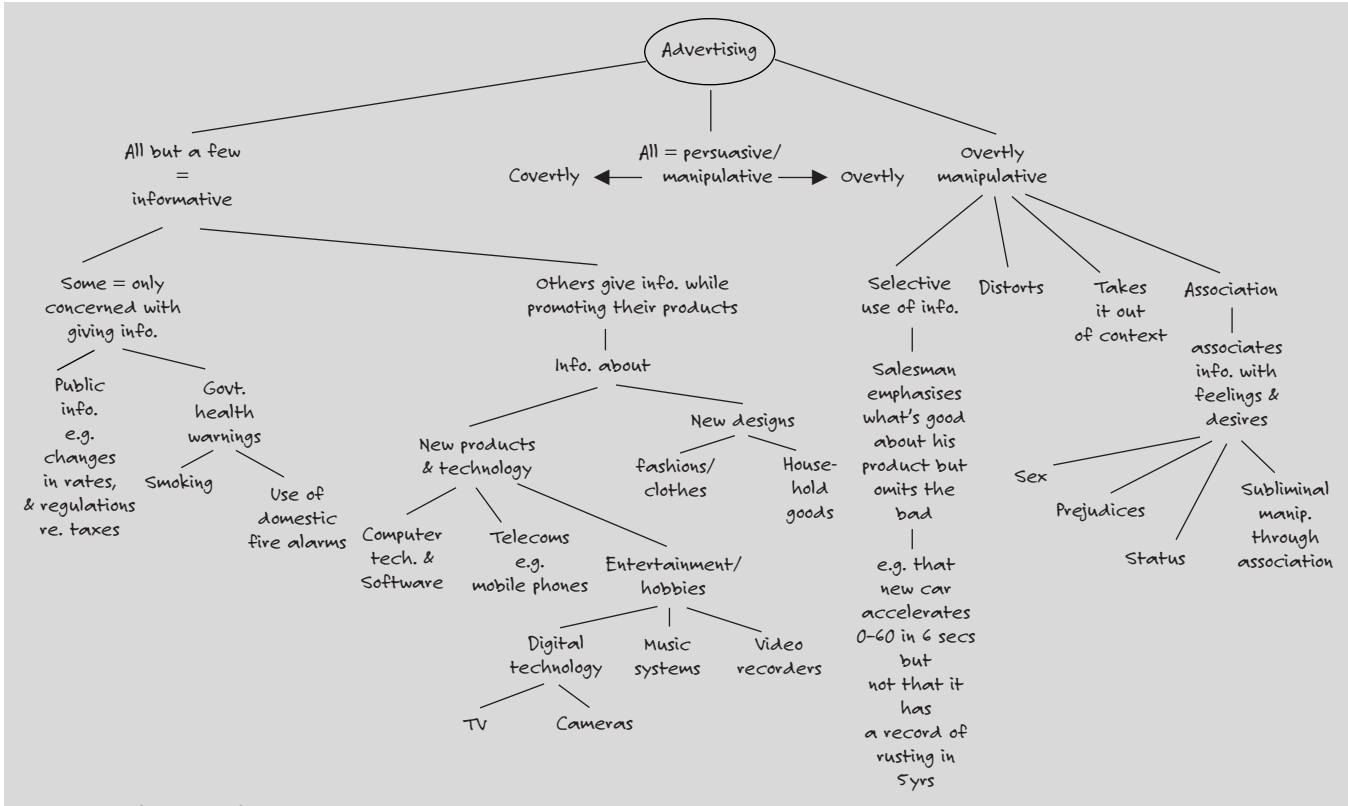 Advertising
All but a few
=
informative
Covertly
All = persuasive/
manipulative
Overtly
Overtly
manipulative
Some = only
concerned with
giving info.
Others give info. while
promoting their products
Selective
use of info.
Distorts
Takes
it out
of context
Association
Public
info.
e.g.
changes
in rates,
& regulations
re. taxes
Govt.
health
warnings
Smoking
Use of
domestic
fire alarms
Info. about
New products
& technology
New designs
fashions/
clothes
House-
hold
goods
Computer
tech. &
Software
Telecoms
e.g.
mobile phones
Entertainment/
hobbies
Digital
technology
Music
systems
Video
recorders
TV
Cameras
Salesman
emphasises
what's good
about his
product but
omits the
bad
e.g. that
new car
accelerates
0-60 in 6 secs
but
not that it
has
a record of
rusting in
5yrs
associates
info. with
feelings &
desires
Sex
Prejudices
Status
Subliminal
manip.
through
association